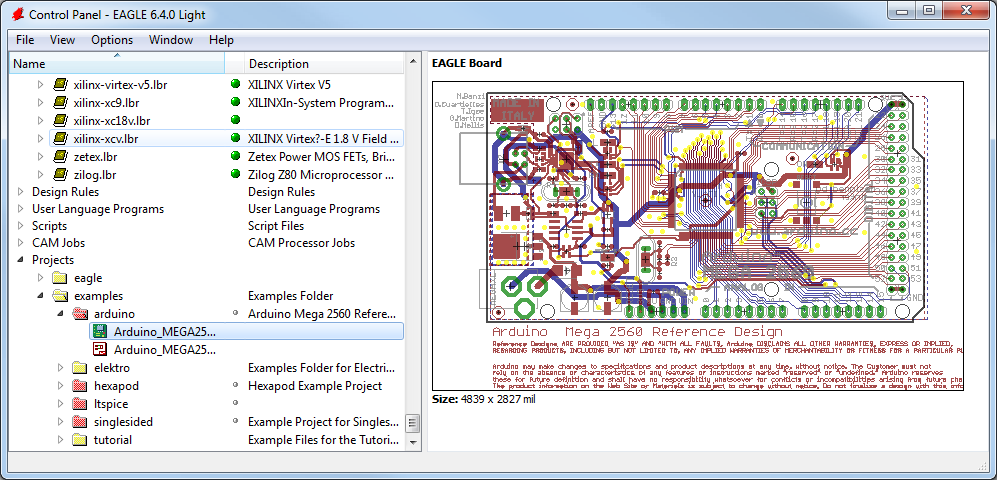 Control Panel - EAGLE 6.4.0 Light
File View Options Window Help
Name Description
xilinx-virtex-v5.lbr XILINX Virtex V5
xilinx-xc9.lbr XILINXIn-System Program...
xilinx-xc18v.lbr
xilinx-xcv.lbr XILINX Virtex?-E 1.8 V Field ...
zetex.lbr Zetex Power MOS FETs, Bri...
zilog.lbr Zilog Z80 Microprocessor ...
Design Rules Design Rules
User Language Programs User Language Programs
Scripts Script Files
CAM Jobs CAM Processor Jobs
Projects
eagle
examples Examples Folder
arduino Arduino Mega 2560 Refere...
Arduino_MEGA25...
Arduino_MEGA25...
elektro Examples Folder for Electri...
hexapod Hexapod Example Project
ltspice
singlesided Example Project for Singles...
tutorial Example Files for the Tutori...
EAGLE Board
M.Banzi
D.Cuartielles
T.Igoe
G.Martino
D.Mellis
MADE IN
ITALY
COMMUNICATION
Arduino Mega 2560 Reference Design
Reference Designs ARE PROVIDED "AS IS" AND "WITH ALL FAULTS. Arduino DISCLAIMS ALL OTHER WARRANTIES, EXPRESS OR IMPLIED,
REGARDING PRODUCTS, INCLUDING BUT NOT LIMITED TO, ANY IMPLIED WARRANTIES OF MERCHANTABILITY OR FITNESS FOR A PARTICULAR PU
Arduino may make changes to specifications and product descriptions at any time, without notice. The Customer must not
rely on the absence or characteristics of any features or instructions marked "reserved" or "undefined." Arduino reserves
these for future definition and shall have no responsibility whatsoever for conflicts or incompatibilities arising from future cha
The product information on the Web Site or Materials is subject to change without notice. Do not finalize a design with this info
Size: 4839 x 2827 mil